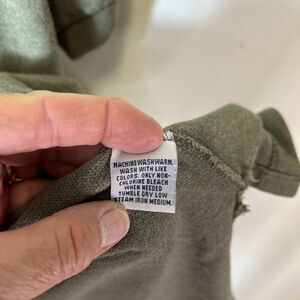 MACHINE WASH WARM.
WASH WITH LIKE
COLORS. ONLY NON-
CHLORINE BLEACH
WHEN NEEDED
TUMBLE DRY LOW
STEAM IRON MEDIUM.